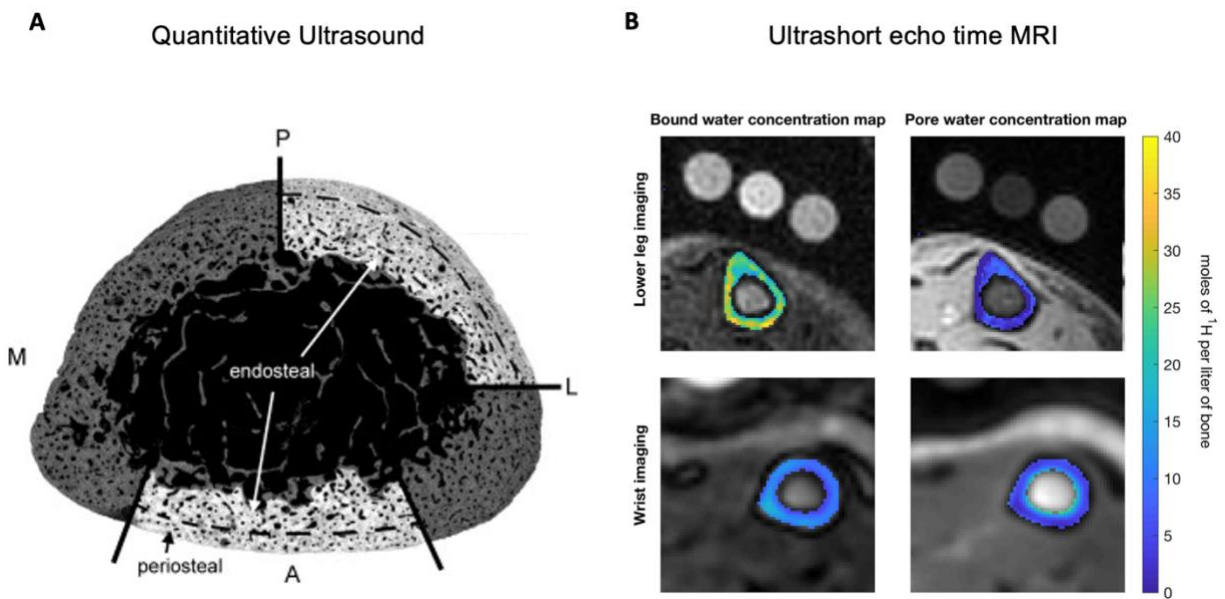 A
Quantitative Ultrasound
P
M
L
endosteal
periosteal
A
B
Ultrashort echo time MRI
Bound water concentration map
Pore water concentration map
Lower leg imaging
Wrist imaging
40
35
30
25
20
15
10
5
0
moles of ¹H per liter of bone